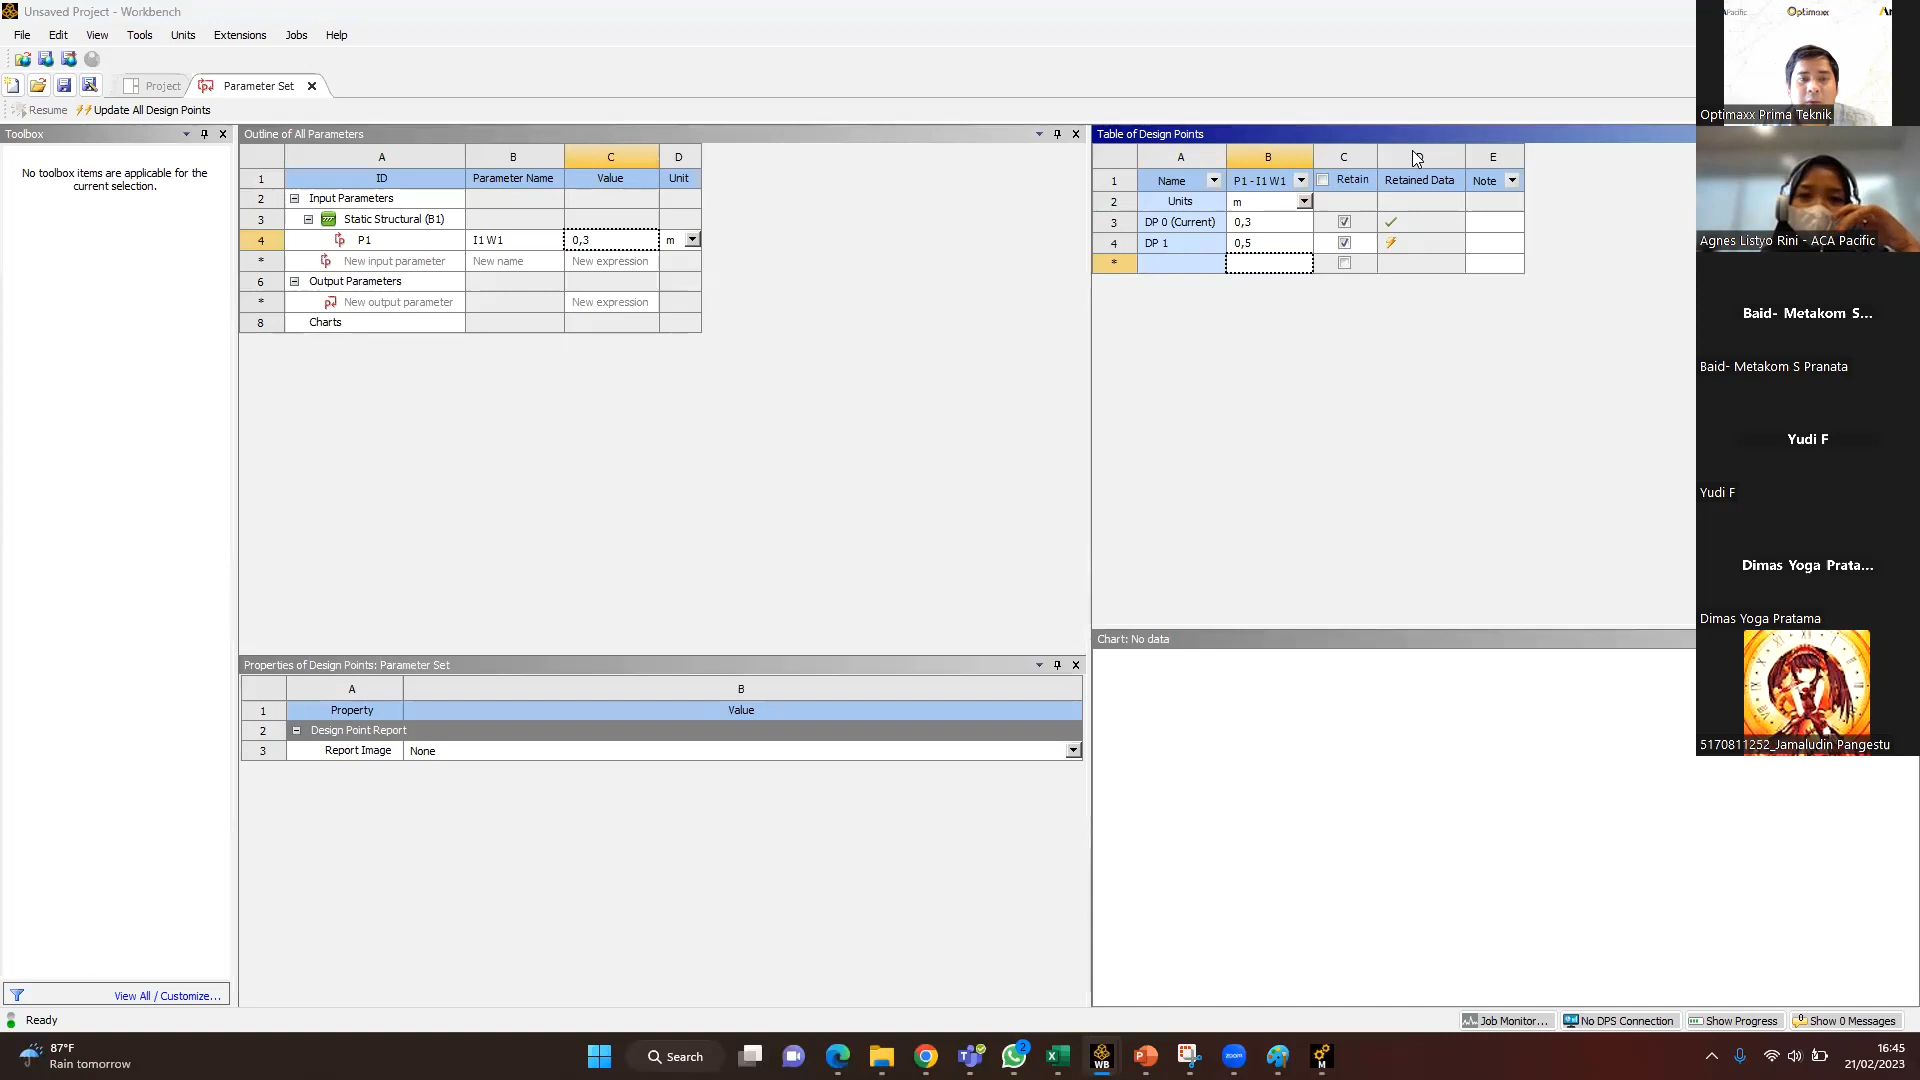 Unsaved Project - Workbench
File Edit View Tools Units Extensions Jobs Help
Project Parameter Set
Resume Update All Design Points
Toolbox
No toolbox items are applicable for the
current selection.
View All / Customize...
Outline of All Parameters
A B C D
1 ID Parameter Name Value Unit
2 Input Parameters
3 Static Structural (B1)
4 P1 I1 W1 0,3 m
* New input parameter New name New expression
6 Output Parameters
* New output parameter New expression
8 Charts
Properties of Design Points: Parameter Set
A B
1 Property Value
2 Design Point Report
3 Report Image None
Table of Design Points
A B C E
1 Name P1 - I1 W1 Retain Retained Data Note
2 Units m
3 DP 0 (Current) 0,3
4 DP 1 0,5
*
Chart: No data
Pacific Optimaxx
Optimaxx Prima Teknik
Agnes Listyo Rini - ACA Pacific
Baid- Metakom S...
Baid- Metakom S Pranata
Yudi F
Yudi F
Dimas Yoga Prata...
Dimas Yoga Pratama
5170811252_Jamaludin Pangestu
Ready
Job Monitor... No DPS Connection Show Progress Show 0 Messages
87°F
Rain tomorrow
Search
2
WB
zoom
M
16:45
21/02/2023